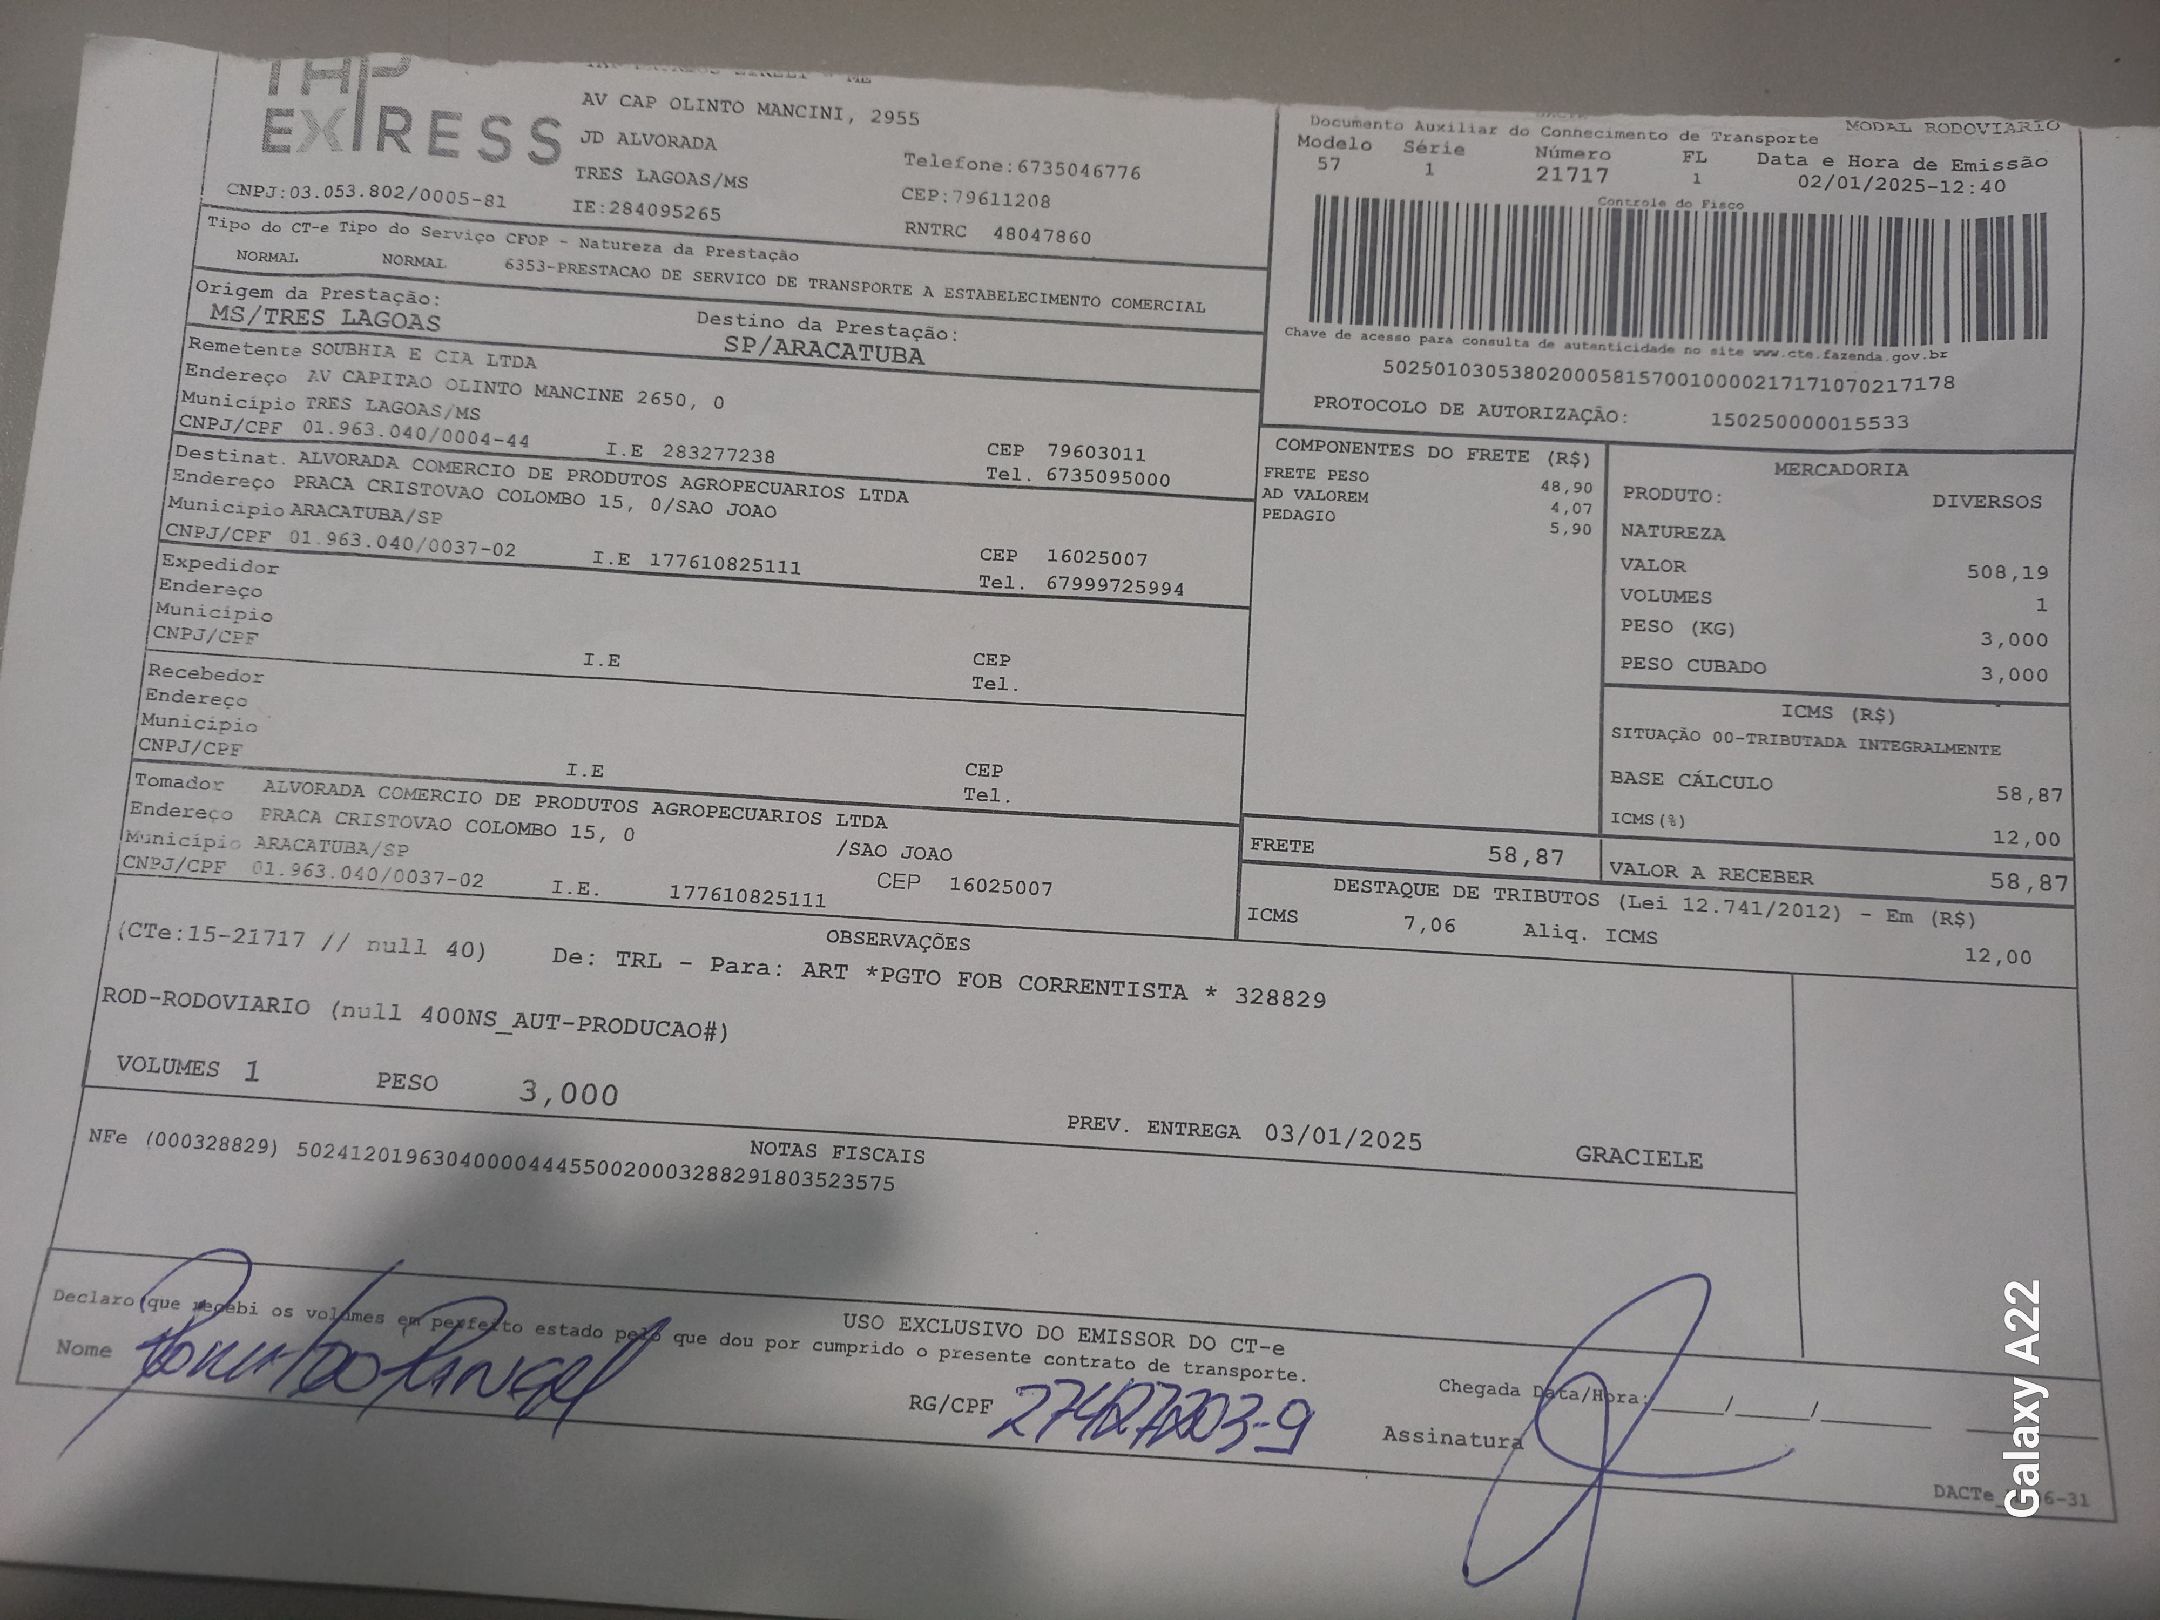 EXPRESS
AV CAP OLINTO MANCINI, 2955
JD ALVORADA
TRES LAGOAS/MS
Telefone:6735046776
CEP:79611208
CNPJ:03.053.802/0005-81
IE:284095265
RNTRC 48047860
MODAL RODOVIARIO
Documento Auxiliar do Conhecimento de Transporte
Modelo Série Número FL Data e Hora de Emissão
57 1 21717 1 02/01/2025-12:40
Controle do Fisco
Chave de acesso para consulta de autenticidade no site www.cte.fazenda.gov.br
50250103053802000581570010000217171070217178
PROTOCOLO DE AUTORIZAÇÃO: 150250000015533
Tipo do CT-e Tipo do Serviço CFOP - Natureza da Prestação
NORMAL NORMAL 6353-PRESTACAO DE SERVICO DE TRANSPORTE A ESTABELECIMENTO COMERCIAL
Origem da Prestação: Destino da Prestação:
MS/TRES LAGOAS SP/ARACATUBA
Remetente SOUBHIA E CIA LTDA
Endereço AV CAPITAO OLINTO MANCINE 2650, 0
Município TRES LAGOAS/MS CEP 79603011
CNPJ/CPF 01.963.040/0004-44 I.E 283277238 Tel. 6735095000
Destinat. ALVORADA COMERCIO DE PRODUTOS AGROPECUARIOS LTDA
Endereço PRACA CRISTOVAO COLOMBO 15, 0/SAO JOAO
Município ARACATUBA/SP CEP 16025007
CNPJ/CPF 01.963.040/0037-02 I.E 177610825111 Tel. 67999725994
Expedidor
Endereço
Município CEP
CNPJ/CPF I.E Tel.
Recebedor
Endereço
Município CEP
CNPJ/CPF I.E Tel.
Tomador ALVORADA COMERCIO DE PRODUTOS AGROPECUARIOS LTDA
Endereço PRACA CRISTOVAO COLOMBO 15, 0 /SAO JOAO
Município ARACATUBA/SP CEP 16025007
CNPJ/CPF 01.963.040/0037-02 I.E. 177610825111
COMPONENTES DO FRETE (R$)
FRETE PESO 48,90
AD VALOREM 4,07
PEDAGIO 5,90
MERCADORIA
PRODUTO: DIVERSOS
NATUREZA
VALOR 508,19
VOLUMES 1
PESO (KG) 3,000
PESO CUBADO 3,000
ICMS (R$)
SITUAÇÃO 00-TRIBUTADA INTEGRALMENTE
BASE CÁLCULO 58,87
ICMS(%) 12,00
FRETE 58,87 VALOR A RECEBER 58,87
DESTAQUE DE TRIBUTOS (Lei 12.741/2012) - Em (R$)
ICMS 7,06 Aliq. ICMS 12,00
OBSERVAÇÕES
(CTe:15-21717 // null 40) De: TRL - Para: ART *PGTO FOB CORRENTISTA * 328829
ROD-RODOVIARIO (null 400NS_AUT-PRODUCAO#)
VOLUMES 1 PESO 3,000 PREV. ENTREGA 03/01/2025 GRACIELE
NOTAS FISCAIS
NFe (000328829) 50241201963040000444550020003288291803523575
USO EXCLUSIVO DO EMISSOR DO CT-e
Declaro que recebi os volumes em perfeito estado pelo que dou por cumprido o presente contrato de transporte.
Nome RG/CPF 27427203-9 Chegada Data/Hora: ____/____/____
Assinatura
Galaxy A22